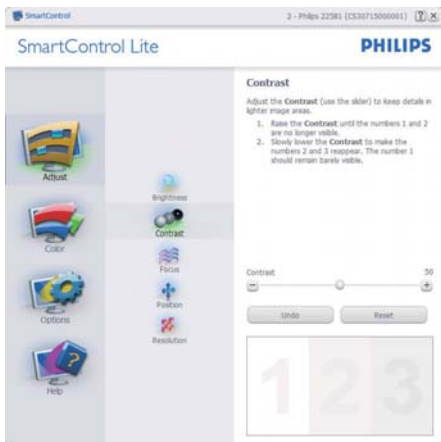 SmartControl
2 - Philips 225B1 (CS30715000001)
SmartControl Lite
PHILIPS
Adjust
Color
Options
Help
Brightness
Contrast
Focus
Position
Resolution
Contrast
Adjust the Contrast (use the slider) to keep details in
lighter image areas.
1. Raise the Contrast until the numbers 1 and 2
are no longer visible.
2. Slowly lower the Contrast to make the
numbers 2 and 3 reappear. The number 1
should remain barely visible.
Contrast
50
Undo
Reset
1 2 3